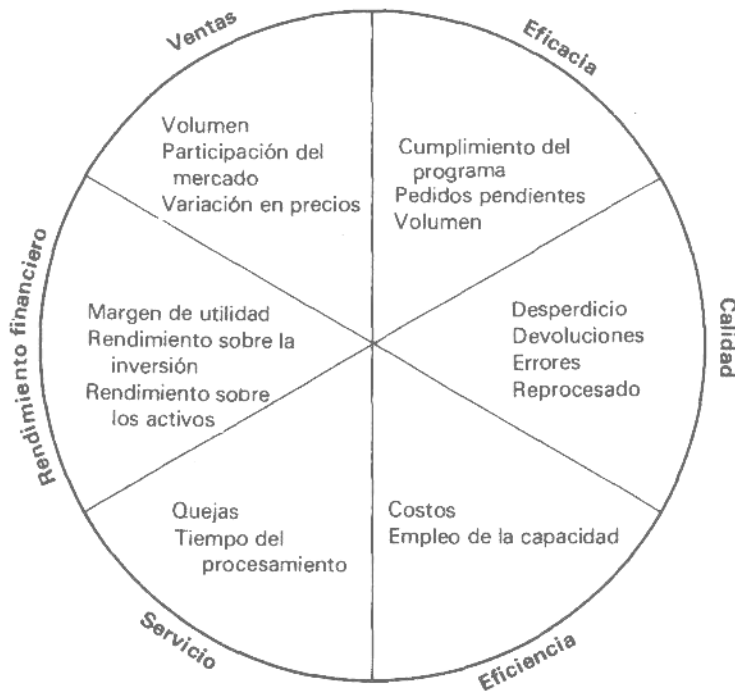 Ventas
Volumen
Participación del
mercado
Variación en precios
Eficacia
Cumplimiento del
programa
Pedidos pendientes
Volumen
Calidad
Desperdicio
Devoluciones
Errores
Reprocesado
Eficiencia
Costos
Empleo de la capacidad
Servicio
Quejas
Tiempo del
procesamiento
Rendimiento financiero
Margen de utilidad
Rendimiento sobre la
inversión
Rendimiento sobre
los activos